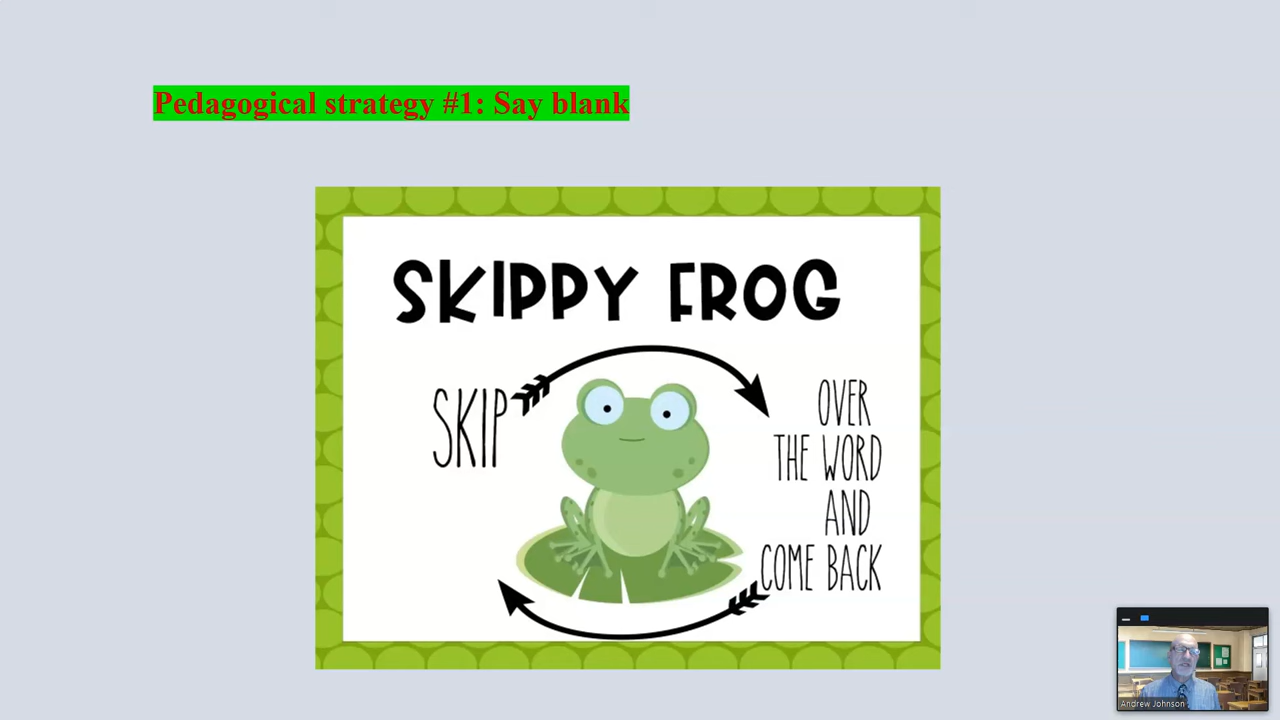 Pedagogical strategy #1: Say blank
SKIPPY FROG
SKIP
OVER
THE WORD
AND
COME BACK
Andrew Johnson